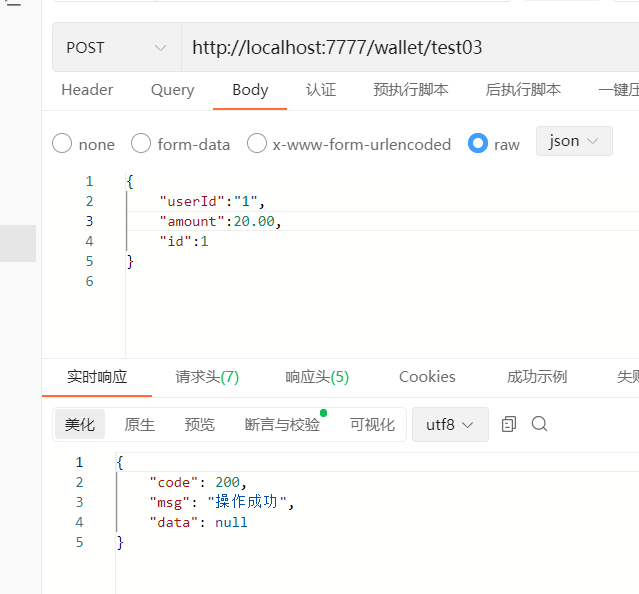 POST http://localhost:7777/wallet/test03
Header Query Body 认证 预执行脚本 后执行脚本 一键压
none form-data x-www-form-urlencoded raw json
1 {
2 "userId":"1",
3 "amount":20.00,
4 "id":1
5 }
6
实时响应 请求头(7) 响应头(5) Cookies 成功示例 失败
美化 原生 预览 断言与校验 可视化 utf8
1 {
2 "code": 200,
3 "msg": "操作成功",
4 "data": null
5 }